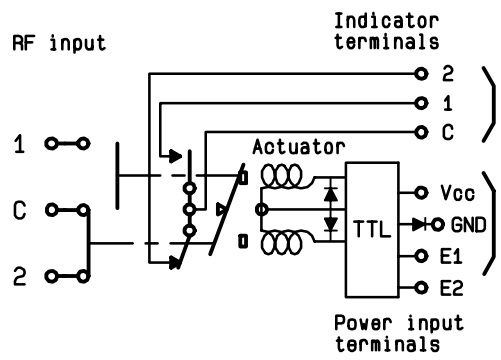 Indicator
terminals
RF input
2
1
C
1
Actuator
C
2
TTL
Vcc
GND
E1
E2
Power input
terminals